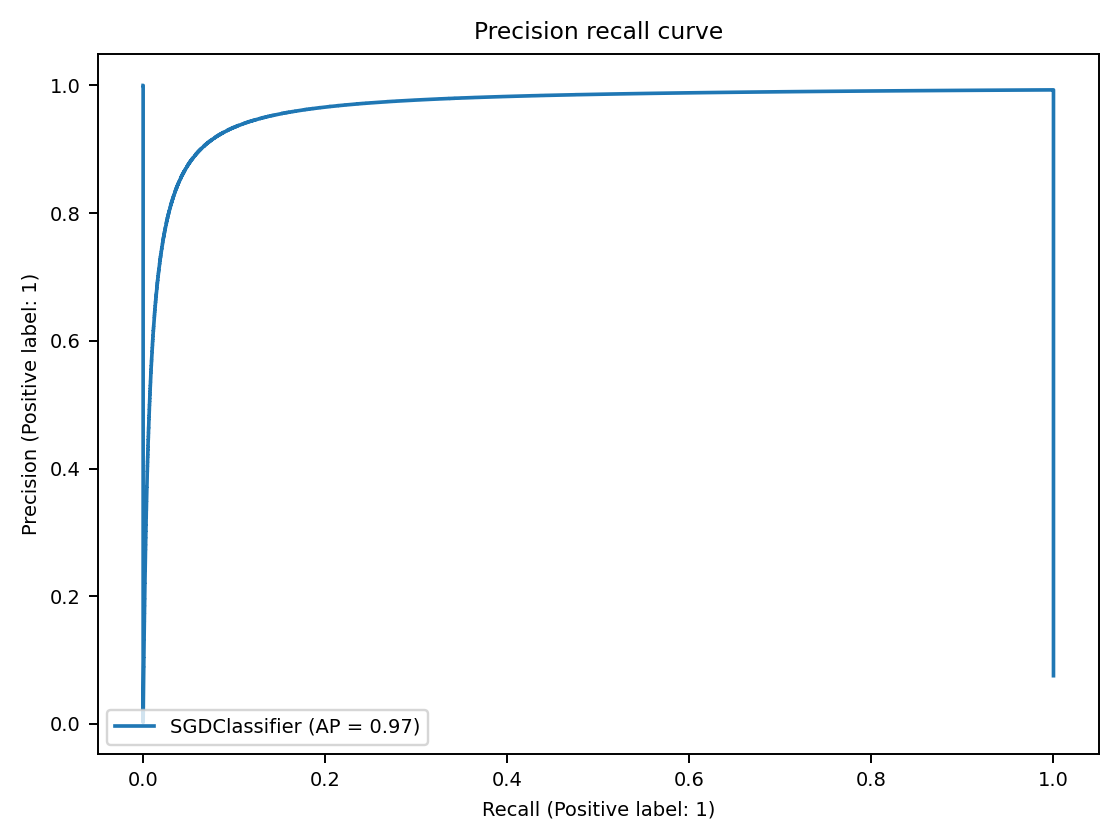 Precision recall curve
1.0
0.8
0.6
0.4
0.2
0.0
Precision (Positive label: 1)
SGDClassifier (AP = 0.97)
0.0 0.2 0.4 0.6 0.8 1.0
Recall (Positive label: 1)